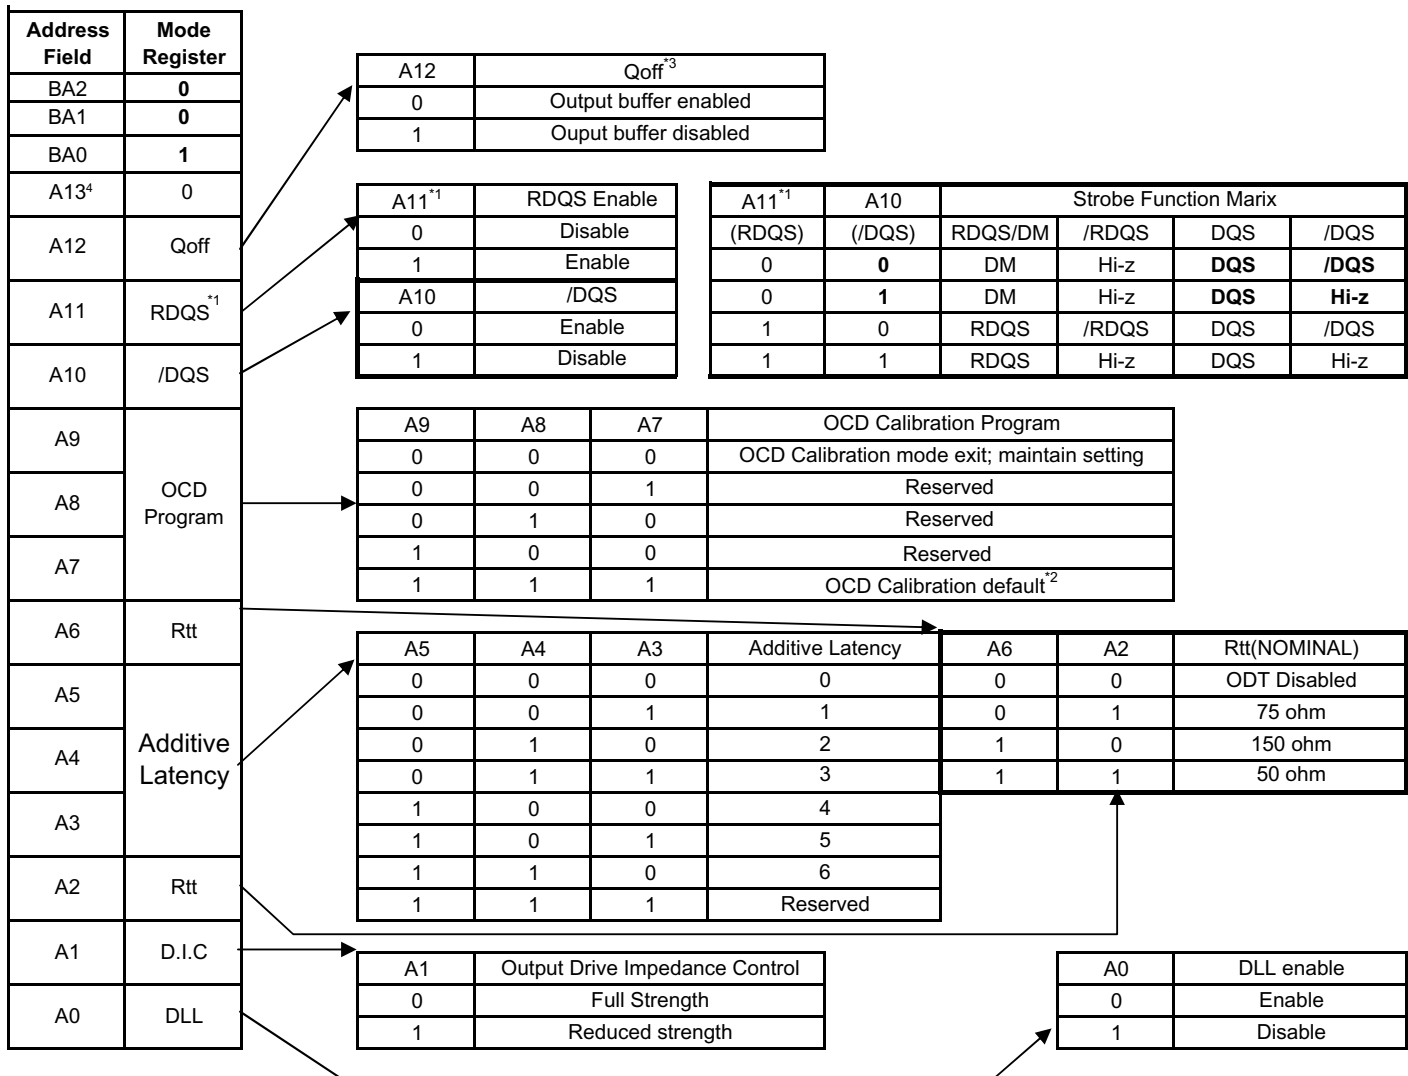 Address Field Mode Register
BA2 0
BA1 0
BA0 1
A13⁴ 0
A12 Qoff
A11 RDQS*1
A10 /DQS
A9
A8 OCD Program
A7
A6 Rtt
A5
A4 Additive Latency
A3
A2 Rtt
A1 D.I.C
A0 DLL
A12 Qoff*3
0 Output buffer enabled
1 Ouput buffer disabled
A11*1 RDQS Enable
0 Disable
1 Enable
A10 /DQS
0 Enable
1 Disable
A11*1 A10 Strobe Function Marix
(RDQS) (/DQS) RDQS/DM /RDQS DQS /DQS
0 0 DM Hi-z DQS /DQS
0 1 DM Hi-z DQS Hi-z
1 0 RDQS /RDQS DQS /DQS
1 1 RDQS Hi-z DQS Hi-z
A9 A8 A7 OCD Calibration Program
0 0 0 OCD Calibration mode exit; maintain setting
0 0 1 Reserved
0 1 0 Reserved
1 0 0 Reserved
1 1 1 OCD Calibration default*2
A5 A4 A3 Additive Latency
0 0 0 0
0 0 1 1
0 1 0 2
0 1 1 3
1 0 0 4
1 0 1 5
1 1 0 6
1 1 1 Reserved
A6 A2 Rtt(NOMINAL)
0 0 ODT Disabled
0 1 75 ohm
1 0 150 ohm
1 1 50 ohm
A1 Output Drive Impedance Control
0 Full Strength
1 Reduced strength
A0 DLL enable
0 Enable
1 Disable